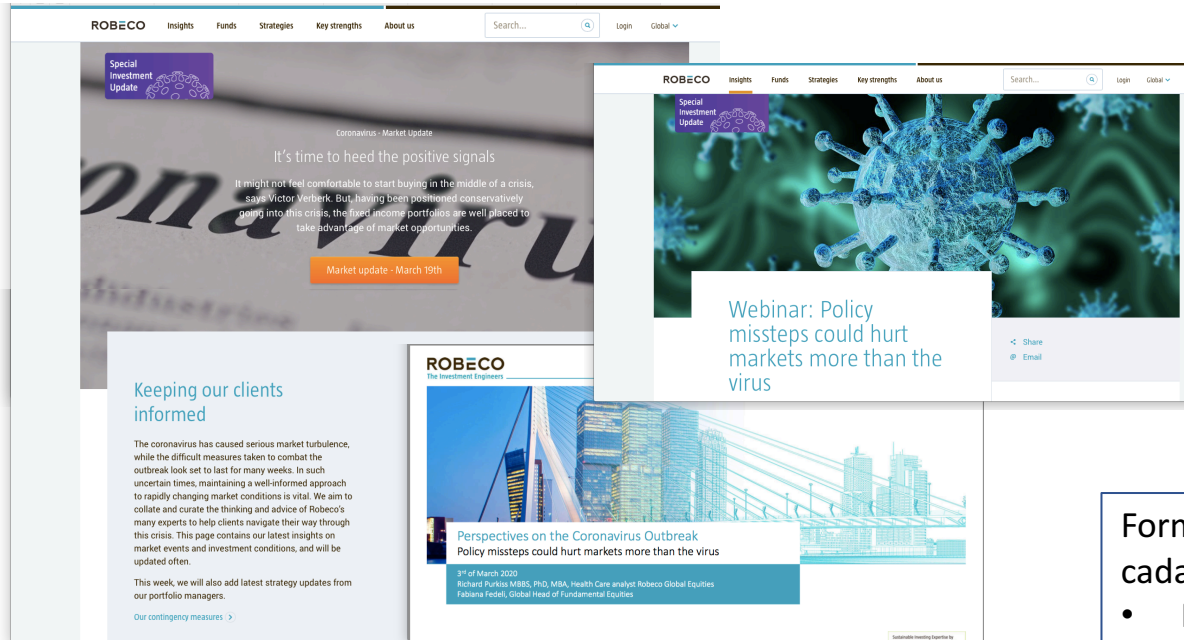 ROBECO
Insights
Funds
Strategies
Key strengths
About us
Search...
Login
Global
Special
Investment
Update
Coronavirus - Market Update
It's time to heed the positive signals
It might not feel comfortable to start buying in the middle of a crisis,
says Victor Verberk. But, having been positioned conservatively
going into this crisis, the fixed income portfolios are well placed to
take advantage of market opportunities.
Market update - March 19th
onaviru
ROBECO
Insights
Funds
Strategies
Key strengths
About us
Search...
Login
Global
Special
Investment
Update
Webinar: Policy
missteps could hurt
markets more than the
virus
Share
Email
Keeping our clients
informed
The coronavirus has caused serious market turbulence,
while the difficult measures taken to combat the
outbreak look set to last for many weeks. In such
uncertain times, maintaining a well-informed approach
to rapidly changing market conditions is vital. We aim to
collate and curate the thinking and advice of Robeco's
many experts to help clients navigate their way through
this crisis. This page contains our latest insights on
market events and investment conditions, and will be
updated often.
This week, we will also add latest strategy updates from
our portfolio managers.
Our contingency measures
ROBECO
The Investment Engineers
Perspectives on the Coronavirus Outbreak
Policy missteps could hurt markets more than the virus
3rd of March 2020
Richard Purkiss MBBS, PhD, MBA, Health Care analyst Robeco Global Equities
Fabiana Fedeli, Global Head of Fundamental Equities
Sustainable Investing Expertise by
Form
cada